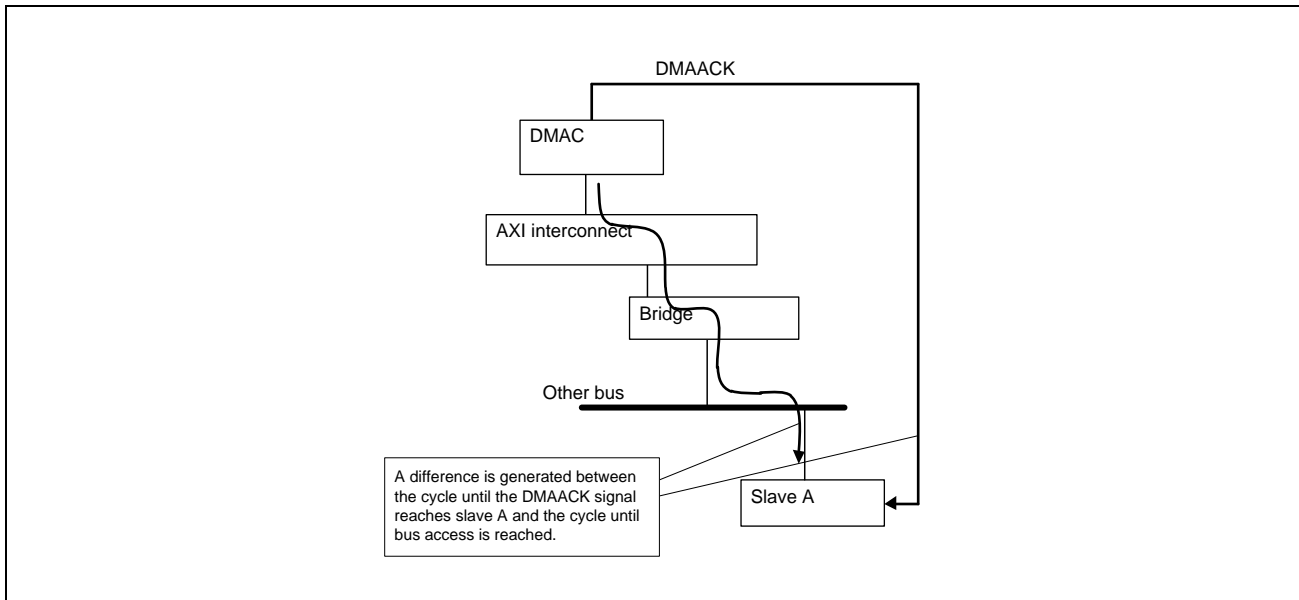 DMAACK
DMAC
AXI interconnect
Bridge
Other bus
A difference is generated between
the cycle until the DMAACK signal
reaches slave A and the cycle until
bus access is reached.
Slave A